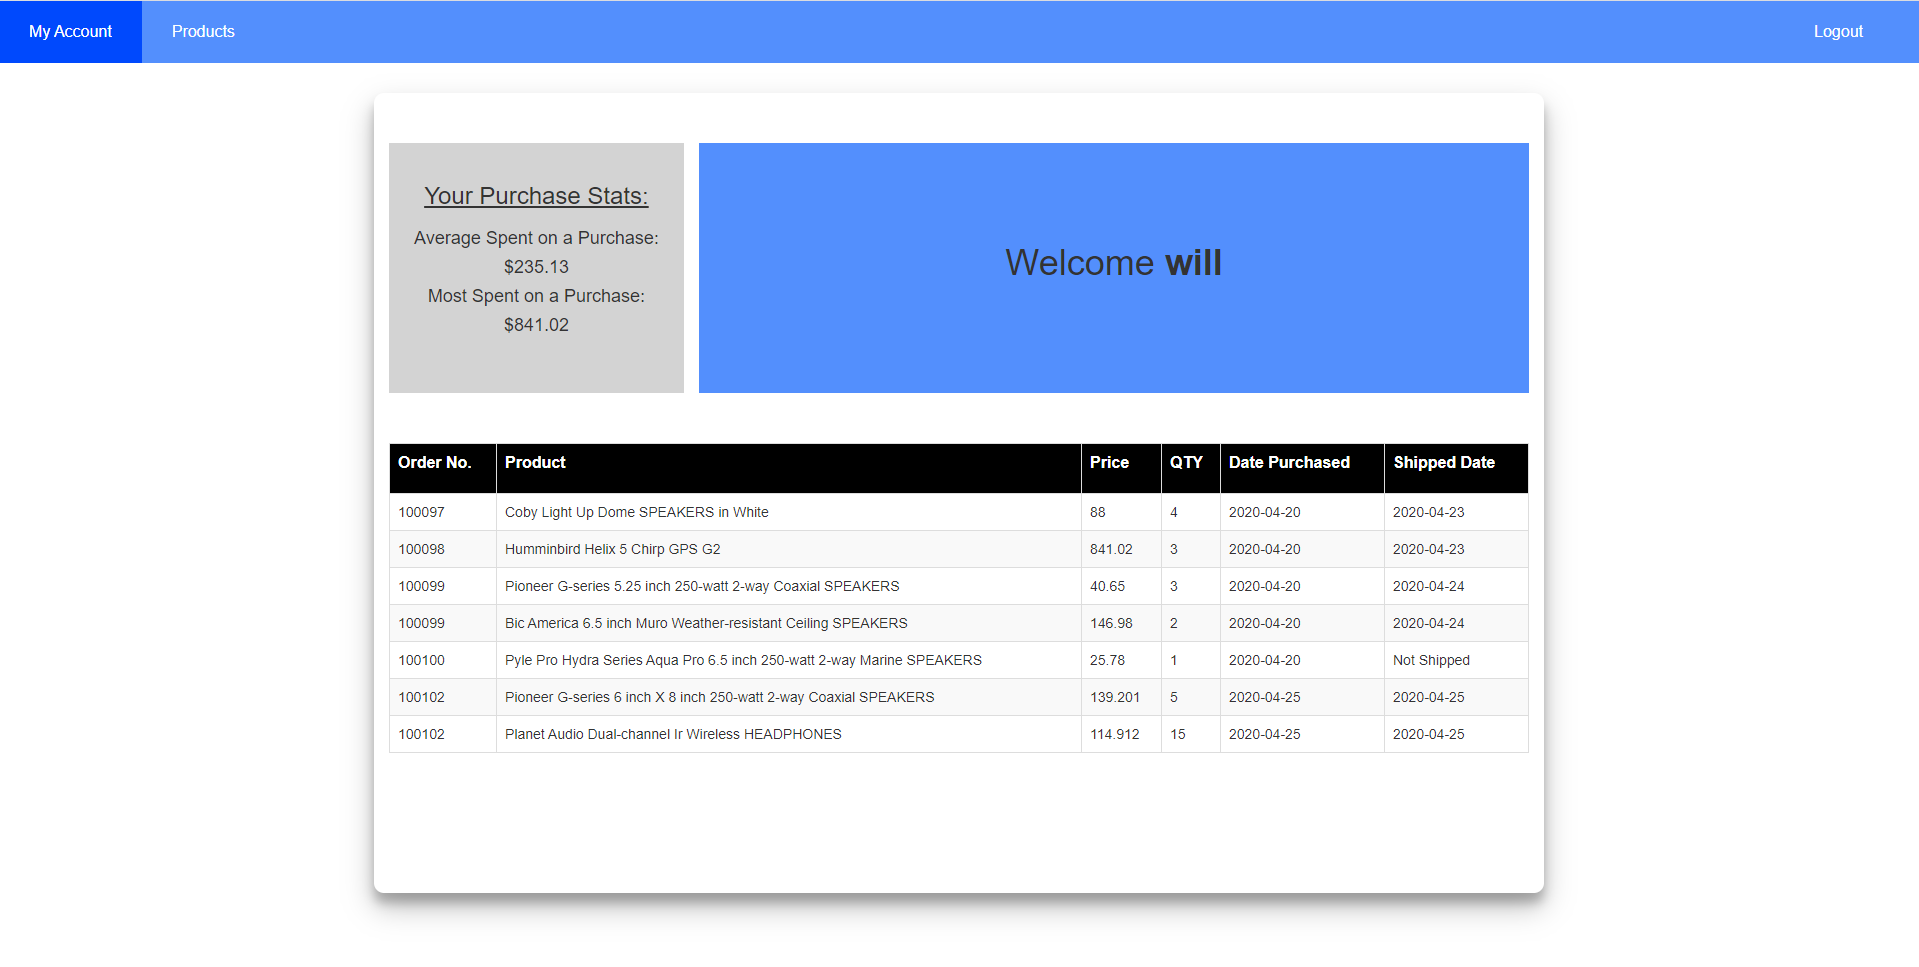 My Account Products Logout
Your Purchase Stats:
Average Spent on a Purchase:
$235.13
Most Spent on a Purchase:
$841.02
Welcome will
Order No. Product Price QTY Date Purchased Shipped Date
100097 Coby Light Up Dome SPEAKERS in White 88 4 2020-04-20 2020-04-23
100098 Humminbird Helix 5 Chirp GPS G2 841.02 3 2020-04-20 2020-04-23
100099 Pioneer G-series 5.25 inch 250-watt 2-way Coaxial SPEAKERS 40.65 3 2020-04-20 2020-04-24
100099 Bic America 6.5 inch Muro Weather-resistant Ceiling SPEAKERS 146.98 2 2020-04-20 2020-04-24
100100 Pyle Pro Hydra Series Aqua Pro 6.5 inch 250-watt 2-way Marine SPEAKERS 25.78 1 2020-04-20 Not Shipped
100102 Pioneer G-series 6 inch X 8 inch 250-watt 2-way Coaxial SPEAKERS 139.201 5 2020-04-25 2020-04-25
100102 Planet Audio Dual-channel Ir Wireless HEADPHONES 114.912 15 2020-04-25 2020-04-25